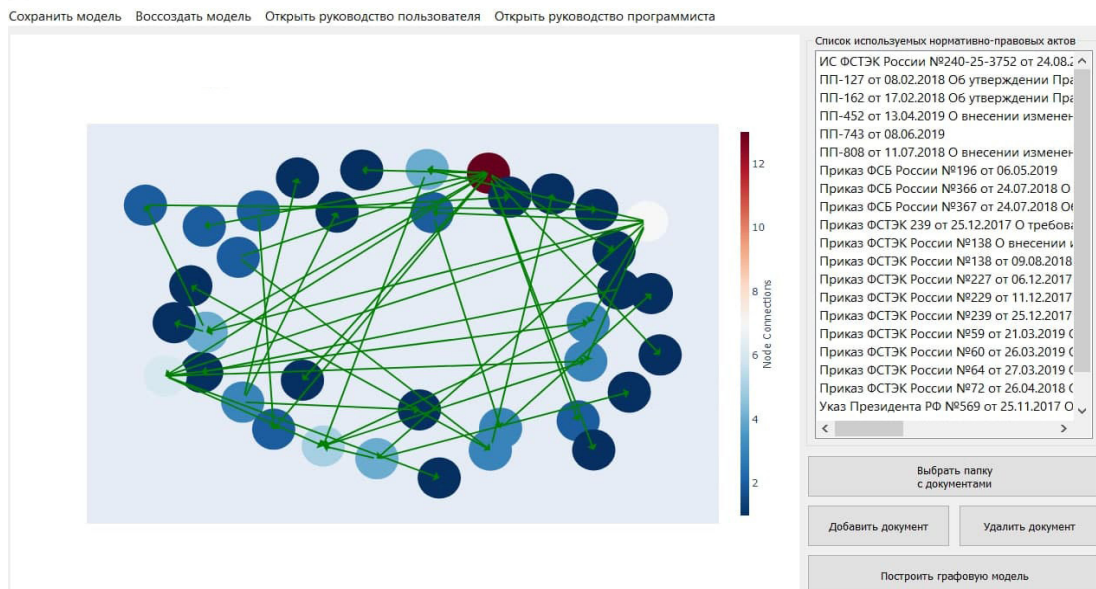 Сохранить модель Воссоздать модель Открыть руководство пользователя Открыть руководство программиста
Список используемых нормативно-правовых актов
ИС ФСТЭК России №240-25-3752 от 24.08.2
ПП-127 от 08.02.2018 Об утверждении Пра
ПП-162 от 17.02.2018 Об утверждении Пра
ПП-452 от 13.04.2019 О внесении изменен
ПП-743 от 08.06.2019
ПП-808 от 11.07.2018 О внесении изменен
Приказ ФСБ России №196 от 06.05.2019
Приказ ФСБ России №366 от 24.07.2018 О
Приказ ФСБ России №367 от 24.07.2018 Об
Приказ ФСТЭК 239 от 25.12.2017 О требова
Приказ ФСТЭК России №138 О внесении и
Приказ ФСТЭК России №138 от 09.08.2018
Приказ ФСТЭК России №227 от 06.12.2017
Приказ ФСТЭК России №229 от 11.12.2017
Приказ ФСТЭК России №239 от 25.12.2017
Приказ ФСТЭК России №59 от 21.03.2019 О
Приказ ФСТЭК России №60 от 26.03.2019 О
Приказ ФСТЭК России №64 от 27.03.2019 О
Приказ ФСТЭК России №72 от 26.04.2018 О
Указ Президента РФ №569 от 25.11.2017 О
12
10
8
6
4
2
Node Connections
Выбрать папку
с документами
Добавить документ Удалить документ
Построить графовую модель